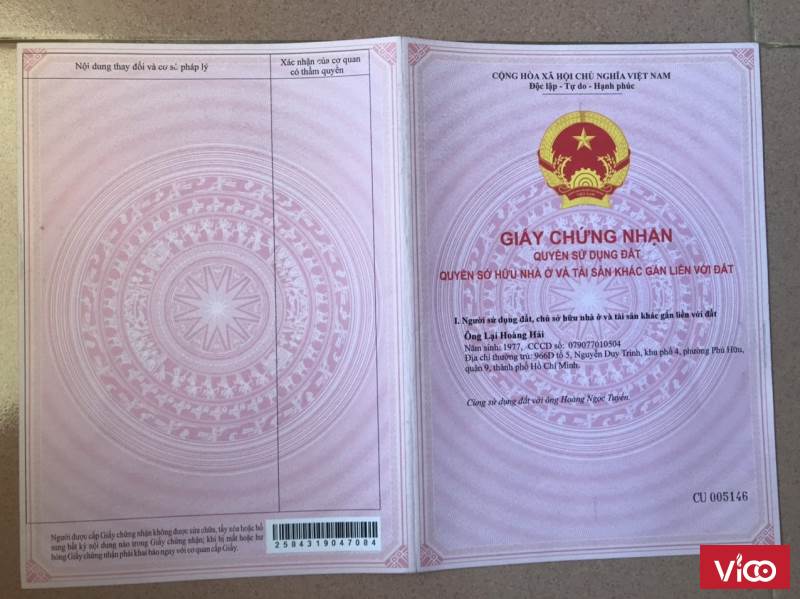 Nội dung thay đổi và cơ sở pháp lý
Xác nhận của cơ quan
có thẩm quyền
Người được cấp Giấy chứng nhận không được sửa chữa, tẩy xóa hoặc bổ
sung bất kỳ nội dung nào trong Giấy chứng nhận; khi bị mất hoặc hư
hỏng Giấy chứng nhận phải khai báo ngay với cơ quan cấp Giấy.
2584319047084
CỘNG HÒA XÃ HỘI CHỦ NGHĨA VIỆT NAM
Độc lập - Tự do - Hạnh phúc
GIẤY CHỨNG NHẬN
QUYỀN SỬ DỤNG ĐẤT
QUYỀN SỞ HỮU NHÀ Ở VÀ TÀI SẢN KHÁC GẮN LIỀN VỚI ĐẤT
I. Người sử dụng đất, chủ sở hữu nhà ở và tài sản khác gắn liền với đất
Ông Lại Hoàng Hải
Năm sinh: 1977, CCCD số: 079077010504
Địa chỉ thường trú: 966D tổ 5, Nguyễn Duy Trinh, khu phố 4, phường Phú Hữu,
quận 9, thành phố Hồ Chí Minh.
Cùng sử dụng đất với ông Hoàng Ngọc Tuyển.
CU 005146
Vico